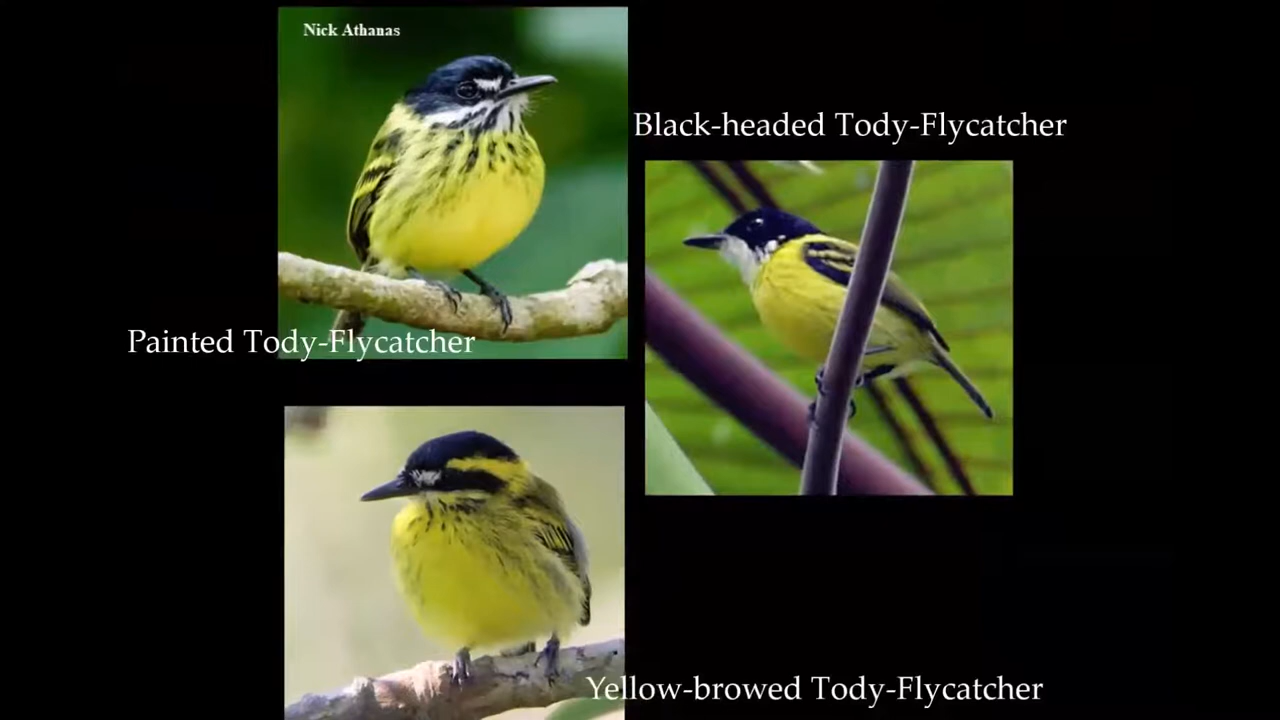 Nick Athanas
Black-headed Tody-Flycatcher
Painted Tody-Flycatcher
Yellow-browed Tody-Flycatcher